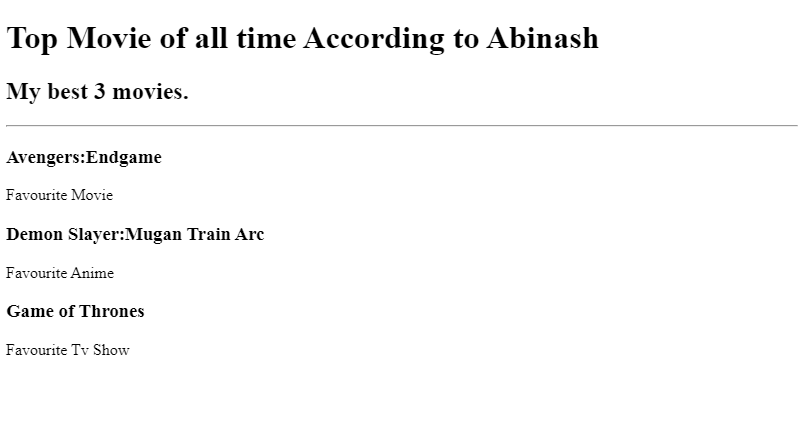 Top Movie of all time According to Abinash
My best 3 movies.
Avengers:Endgame
Favourite Movie
Demon Slayer:Mugan Train Arc
Favourite Anime
Game of Thrones
Favourite Tv Show